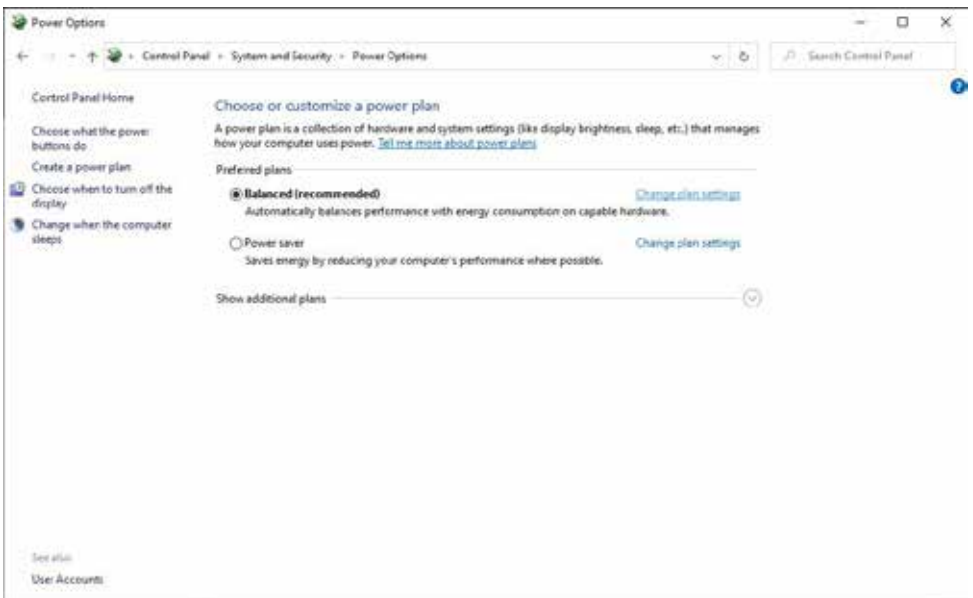 Power Options
Control Panel › System and Security › Power Options
Search Control Panel
Control Panel Home
Choose what the power
buttons do
Create a power plan
Choose when to turn off the
display
Change when the computer
sleeps
Choose or customize a power plan
A power plan is a collection of hardware and system settings (like display brightness, sleep, etc.) that manages
how your computer uses power. Tell me more about power plans
Preferred plans
Balanced (recommended) Change plan settings
Automatically balances performance with energy consumption on capable hardware.
Power saver Change plan settings
Saves energy by reducing your computer's performance where possible.
Show additional plans
See also
User Accounts